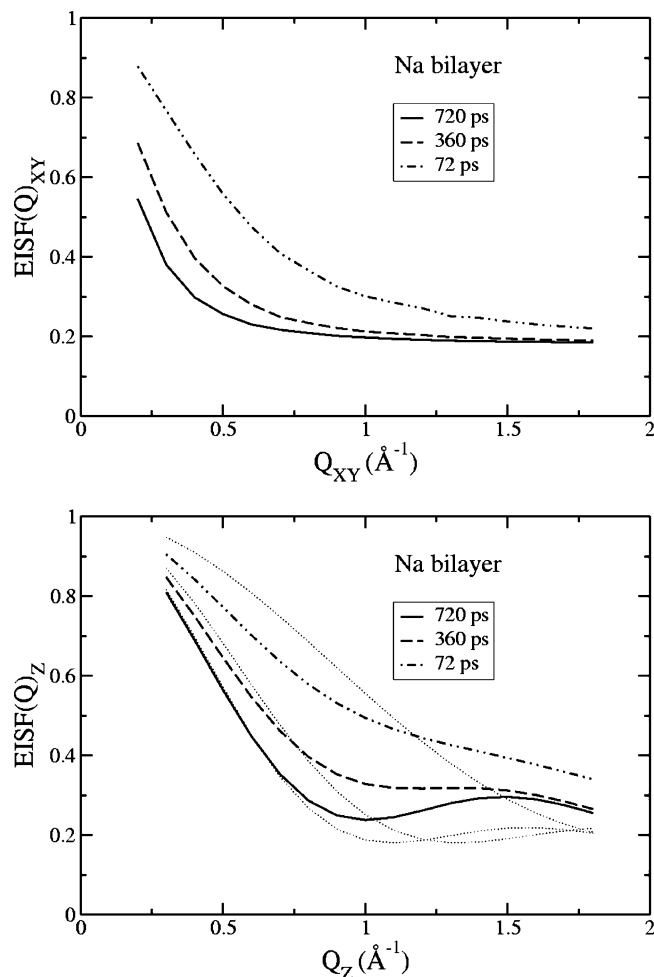 1
0.8
0.6
0.4
0.2
0
EISF(Q)XY
Na bilayer
720 ps
360 ps
72 ps
0 0.5 1 1.5 2
QXY (Å-1)
1
0.8
0.6
0.4
0.2
0
EISF(Q)Z
Na bilayer
720 ps
360 ps
72 ps
0 0.5 1 1.5 2
QZ (Å-1)